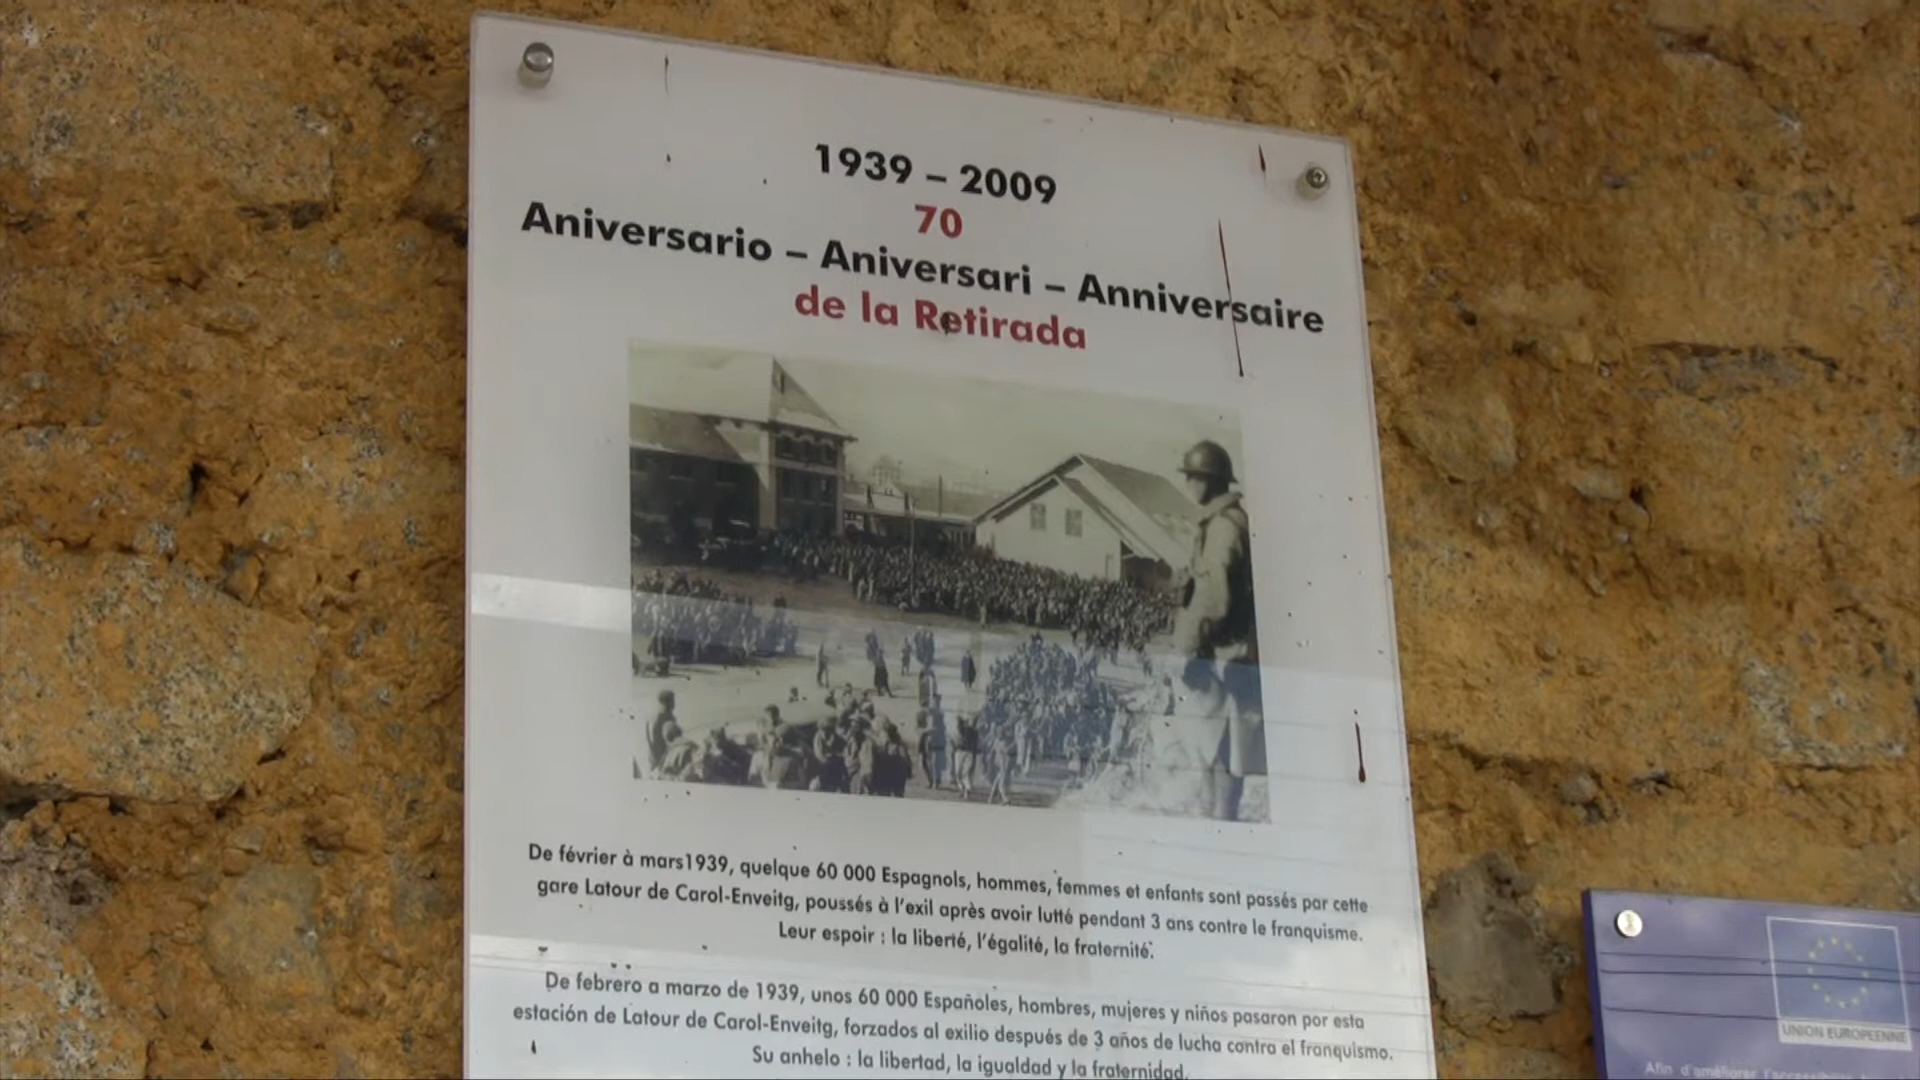 1939 – 2009
70
Aniversario – Aniversari – Anniversaire
de la Retirada
De février à mars1939, quelque 60 000 Espagnols, hommes, femmes et enfants sont passés par cette
gare Latour de Carol-Enveitg, poussés à l'exil après avoir lutté pendant 3 ans contre le franquisme.
Leur espoir : la liberté, l'égalité, la fraternité.
De febrero a marzo de 1939, unos 60 000 Españoles, hombres, mujeres y niños pasaron por esta
estación de Latour de Carol-Enveitg, forzados al exilio después de 3 años de lucha contra el franquismo.
Su anhelo : la libertad, la igualdad y la fraternidad.
UNION EUROPÉENNE
Afin d'améliorer l'accessibilité